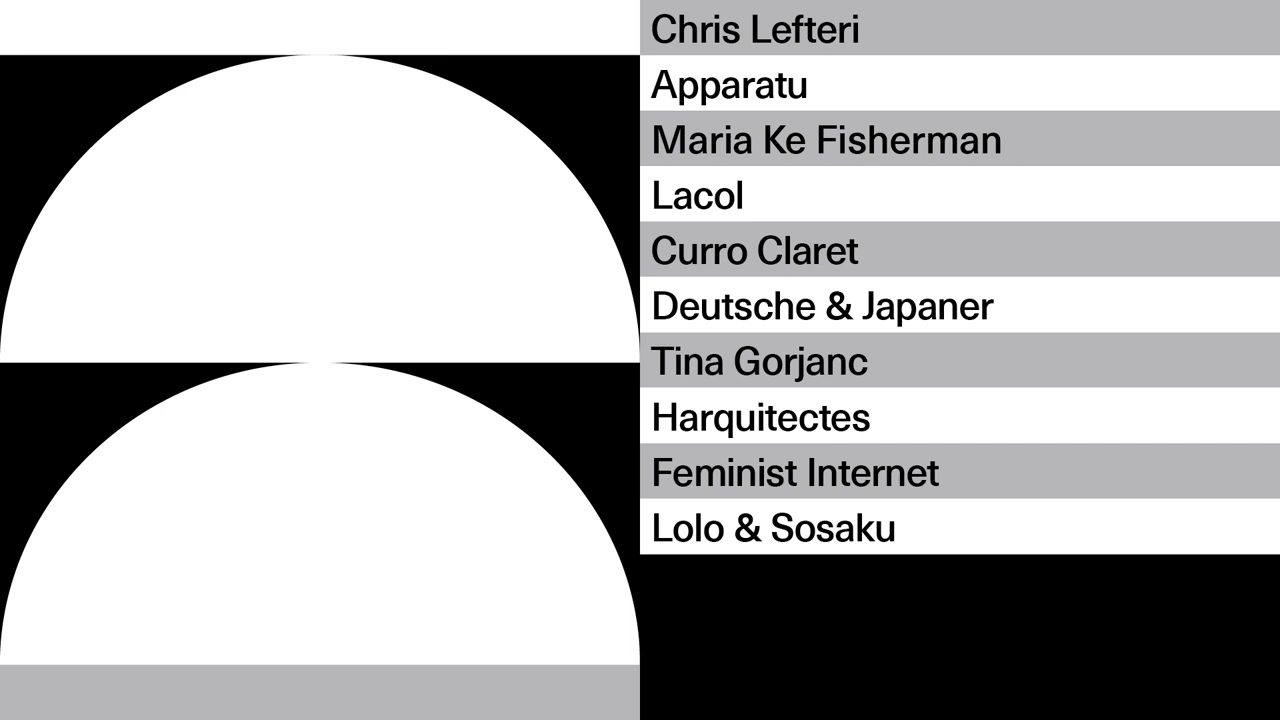 Chris Lefteri
Apparatu
Maria Ke Fisherman
Lacol
Curro Claret
Deutsche & Japaner
Tina Gorjanc
Harquitectes
Feminist Internet
Lolo & Sosaku